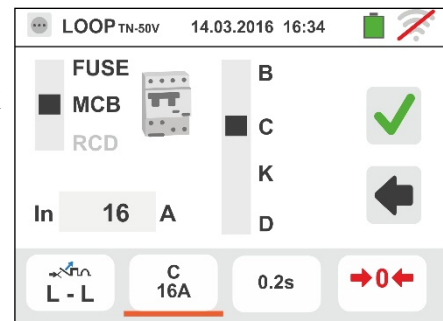 LOOP TN-50V 14.03.2016 16:34
FUSE
MCB
RCD
B
C
K
D
In 16 A
L - L
C
16A
0.2s
0